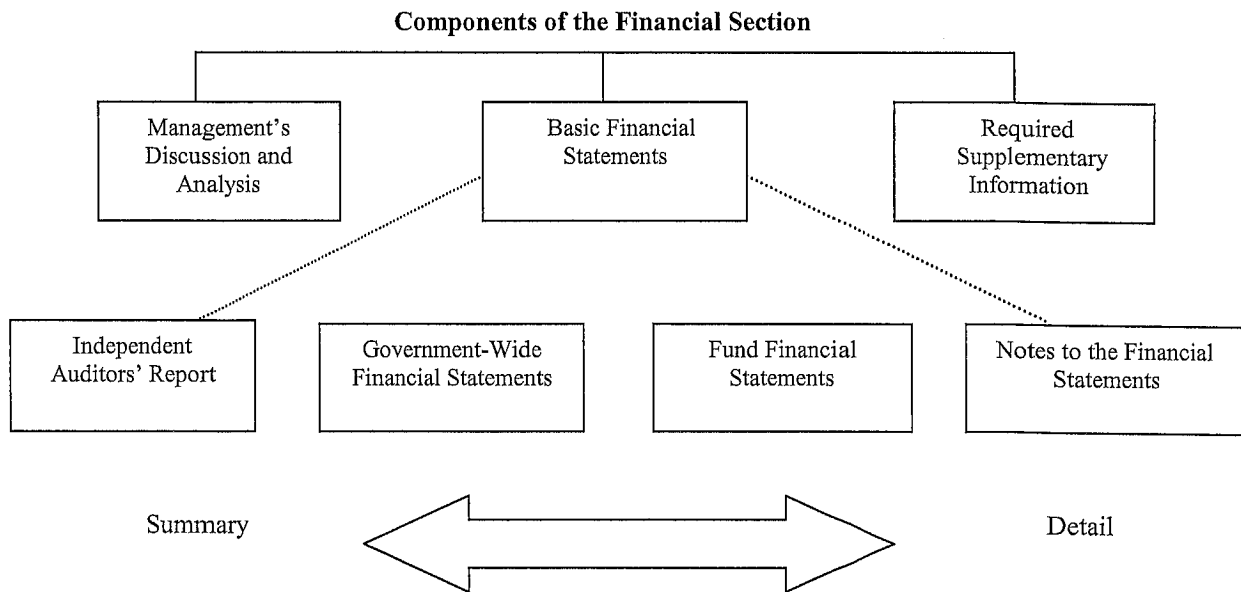 Components of the Financial Section
Management's
Discussion and
Analysis
Basic Financial
Statements
Required
Supplementary
Information
Independent
Auditors' Report
Government-Wide
Financial Statements
Fund Financial
Statements
Notes to the Financial
Statements
Summary
Detail